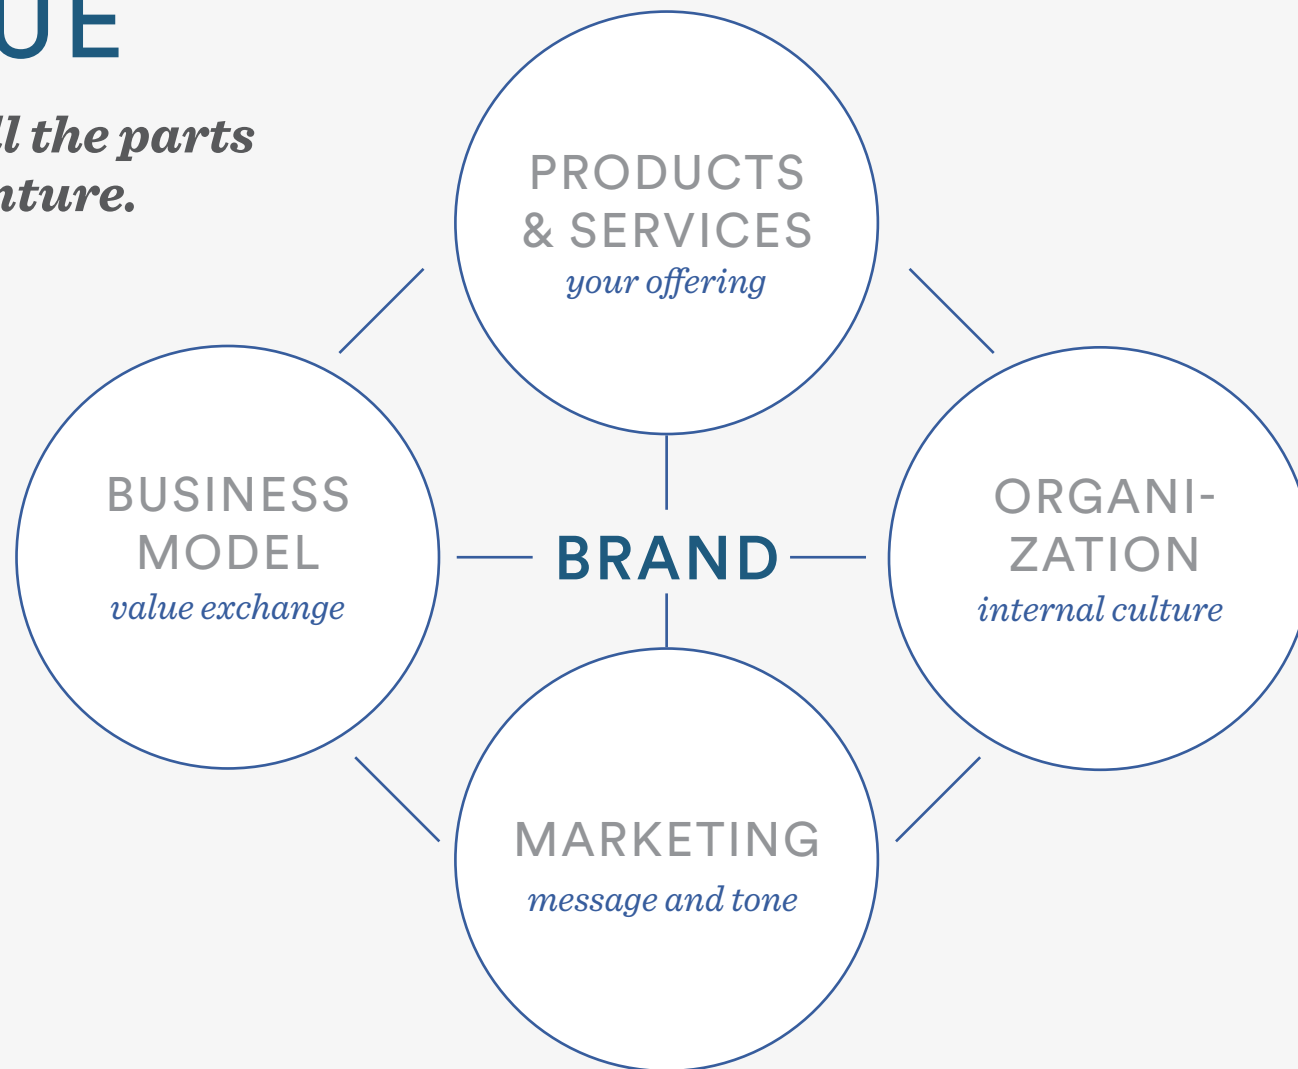 UE
ll the parts
nture.
PRODUCTS
& SERVICES
your offering
BUSINESS
MODEL
value exchange
BRAND
ORGANI-
ZATION
internal culture
MARKETING
message and tone